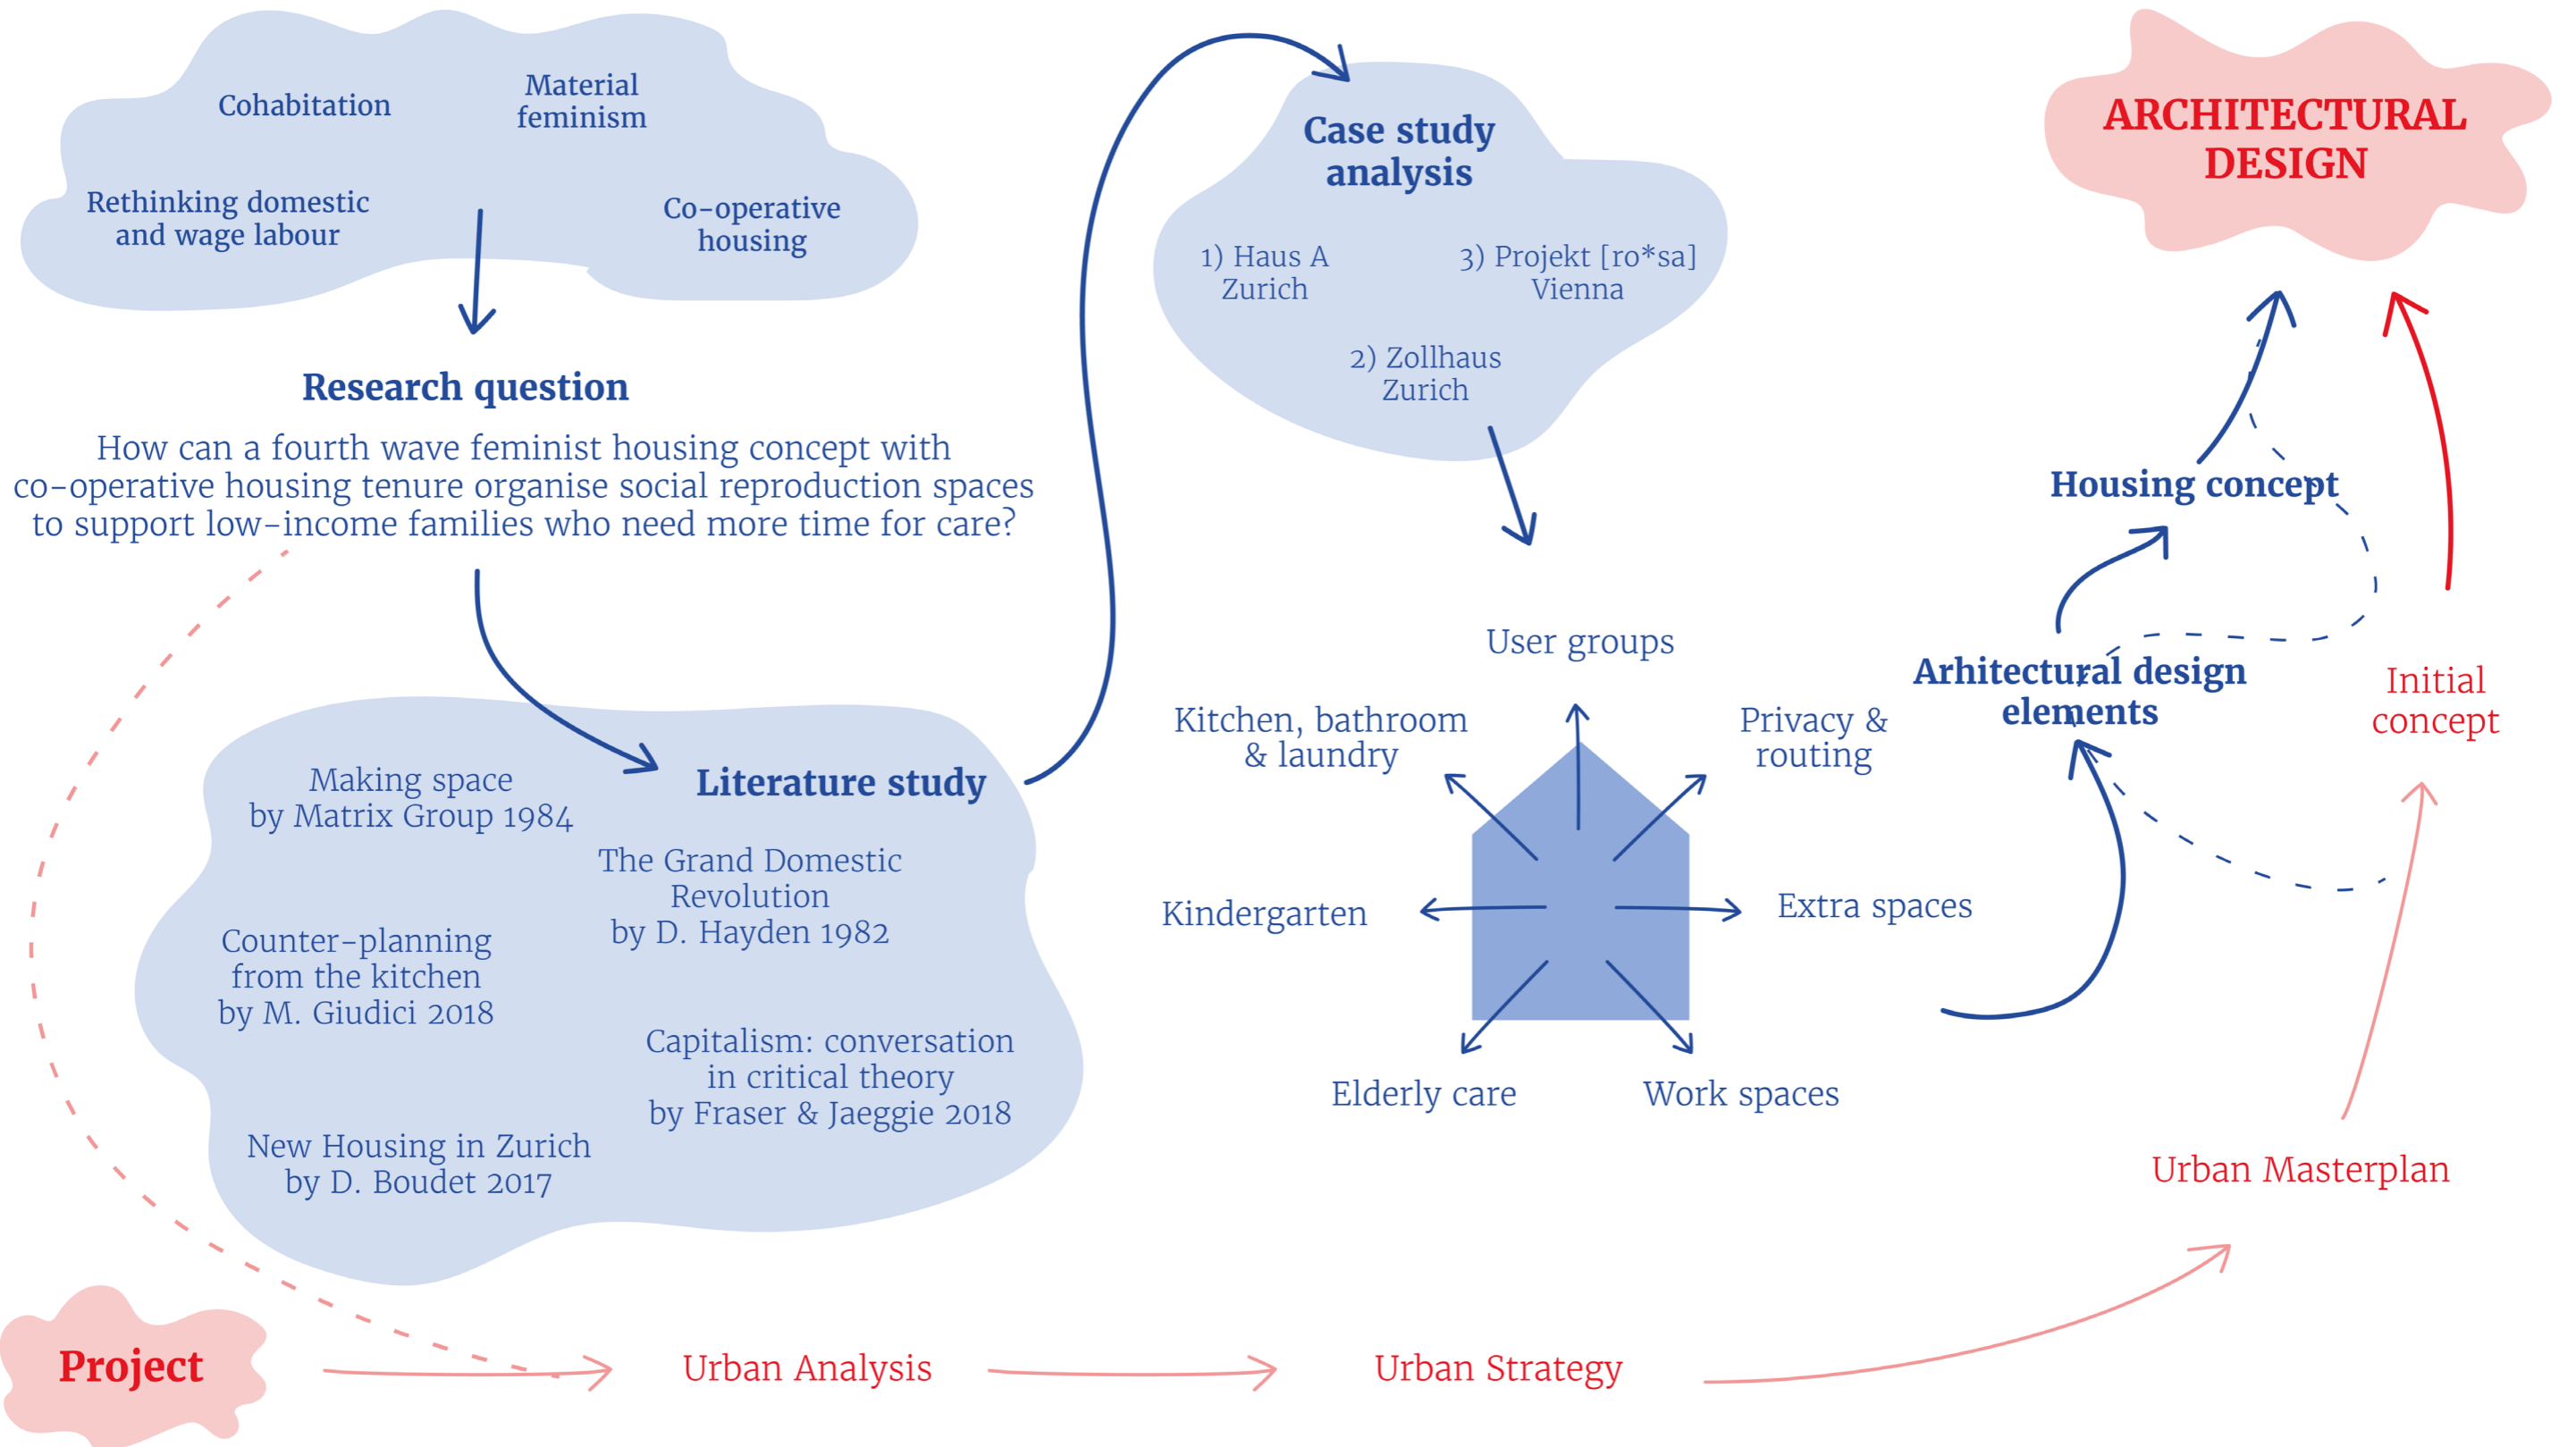 Cohabitation
Material
feminism
Rethinking domestic
and wage labour
Co-operative
housing
Research question
How can a fourth wave feminist housing concept with
co-operative housing tenure organise social reproduction spaces
to support low-income families who need more time for care?
Literature study
Making space
by Matrix Group 1984
The Grand Domestic
Revolution
by D. Hayden 1982
Counter-planning
from the kitchen
by M. Giudici 2018
Capitalism: conversation
in critical theory
by Fraser & Jaeggie 2018
New Housing in Zurich
by D. Boudet 2017
Case study
analysis
1) Haus A
Zurich
3) Projekt [ro*sa]
Vienna
2) Zollhaus
Zurich
User groups
Kitchen, bathroom
& laundry
Privacy &
routing
Kindergarten
Extra spaces
Elderly care
Work spaces
Arhitectural design
elements
Housing concept
ARCHITECTURAL
DESIGN
Initial
concept
Urban Masterplan
Project
Urban Analysis
Urban Strategy